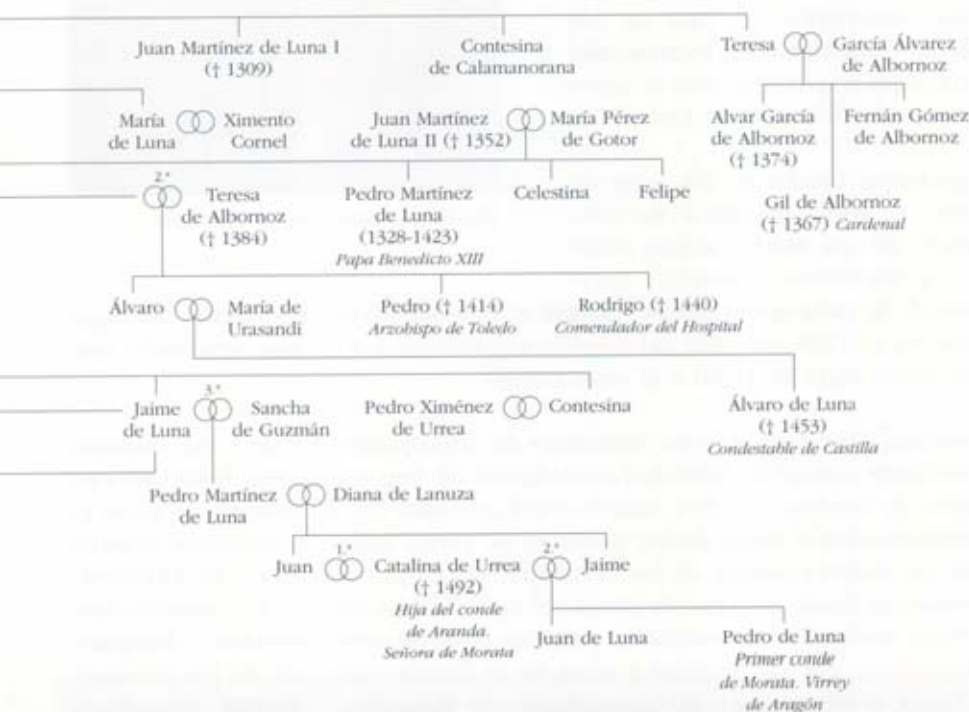 Juan Martínez de Luna I
(† 1309)
Contesina
de Calamanorana
Teresa
García Álvarez
de Albornoz
María
de Luna
Ximento
Cornel
Juan Martínez
de Luna II († 1352)
María Pérez
de Gotor
Alvar García
de Albornoz
(† 1374)
Fernán Gómez
de Albornoz
Gil de Albornoz
(† 1367) Cardenal
2.ª
Teresa
de Albornoz
(† 1384)
Pedro Martínez
de Luna
(1328-1423)
Papa Benedicto XIII
Celestina
Felipe
Álvaro
María de
Urasandi
Pedro († 1414)
Arzobispo de Toledo
Rodrigo († 1440)
Comendador del Hospital
Jaime
de Luna
3.ª
Sancha
de Guzmán
Pedro Ximénez
de Urrea
Contesina
Álvaro de Luna
(† 1453)
Condestable de Castilla
Pedro Martínez
de Luna
Diana de Lanuza
Juan
1.ª
Catalina de Urrea
(† 1492)
Hija del conde
de Aranda.
Señora de Morata
2.ª
Jaime
Juan de Luna
Pedro de Luna
Primer conde
de Morata. Virrey
de Aragón